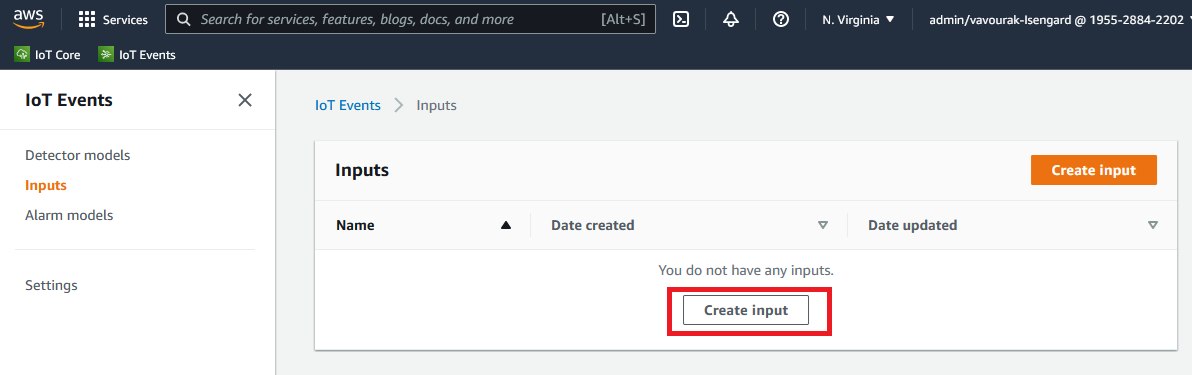 aws Services Search for services, features, blogs, docs, and more [Alt+S] N. Virginia admin/vavourak-Isengard @ 1955-2884-2202
IoT Core IoT Events
IoT Events
Detector models
Inputs
Alarm models
Settings
IoT Events Inputs
Inputs Create input
Name Date created Date updated
You do not have any inputs.
Create input